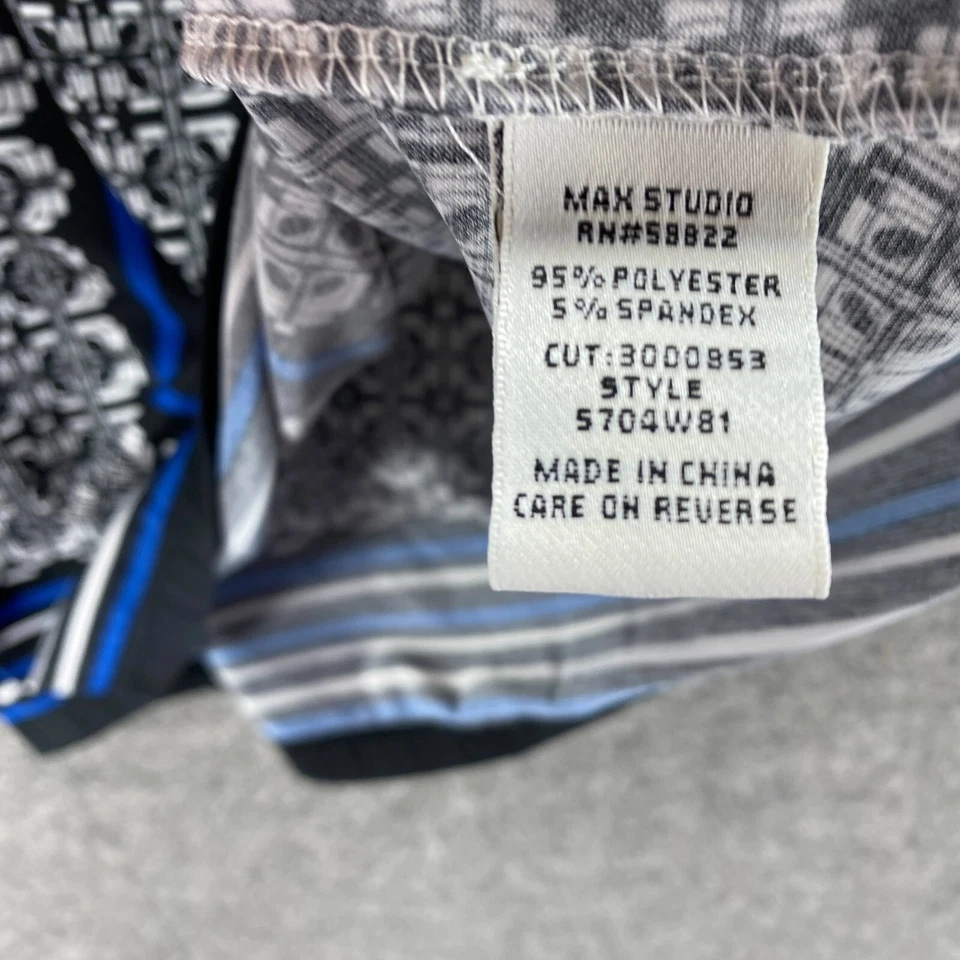 MAX STUDIO
RN#58822
95% POLYESTER
5% SPANDEX
CUT:3000853
STYLE
5704W81
MADE IN CHINA
CARE ON REVERSE